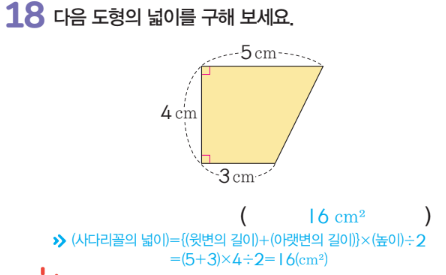 18 다음 도형의 넓이를 구해 보세요.
5 cm
4 cm
3 cm
( 16 cm² )
» (사다리꼴의 넓이)={(윗변의 길이)+(아랫변의 길이)}×(높이)÷2
=(5+3)×4÷2=16(cm²)